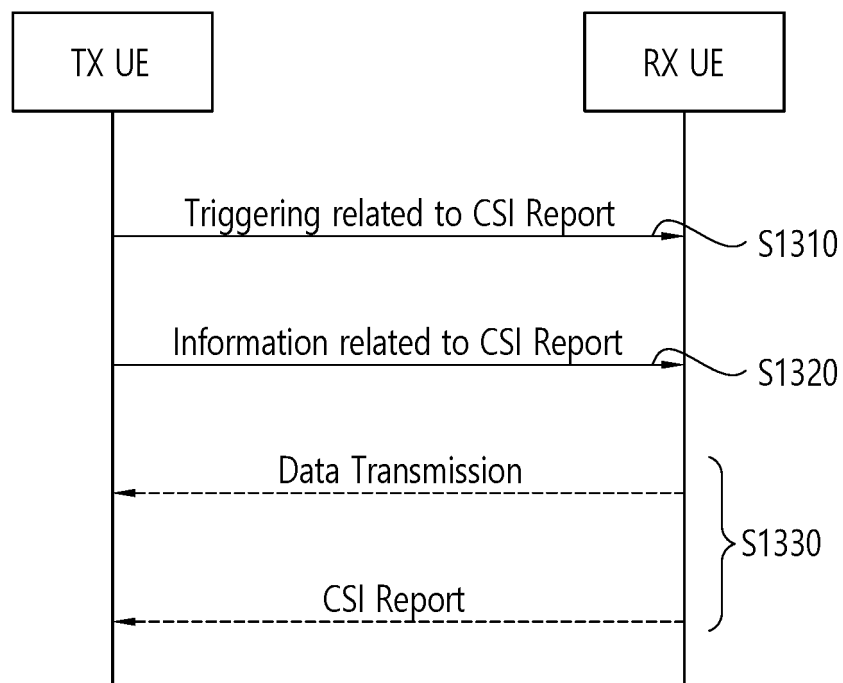 TX UE
RX UE
Triggering related to CSI Report
S1310
Information related to CSI Report
S1320
Data Transmission
S1330
CSI Report